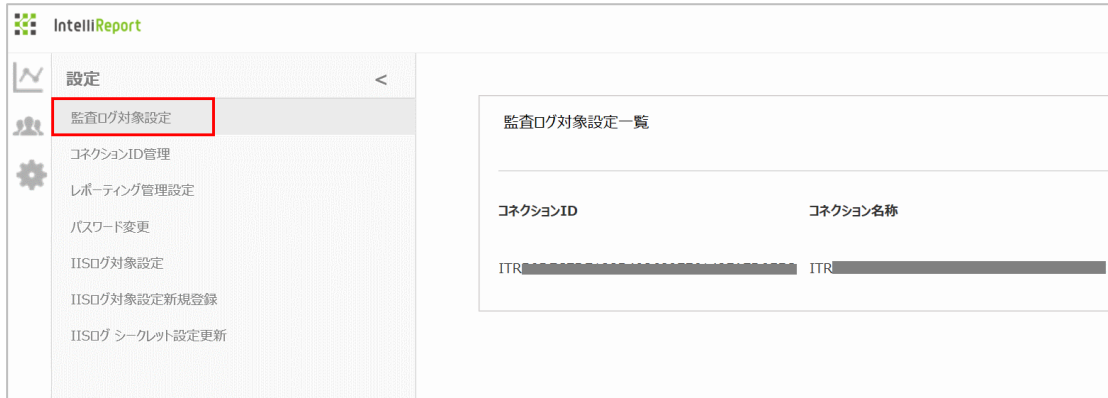 IntelliReport
設定 <
監査ログ対象設定
コネクションID管理
レポーティング管理設定
パスワード変更
IISログ対象設定
IISログ対象設定新規登録
IISログ シークレット設定更新
監査ログ対象設定一覧
コネクションID コネクション名称
ITR ITR